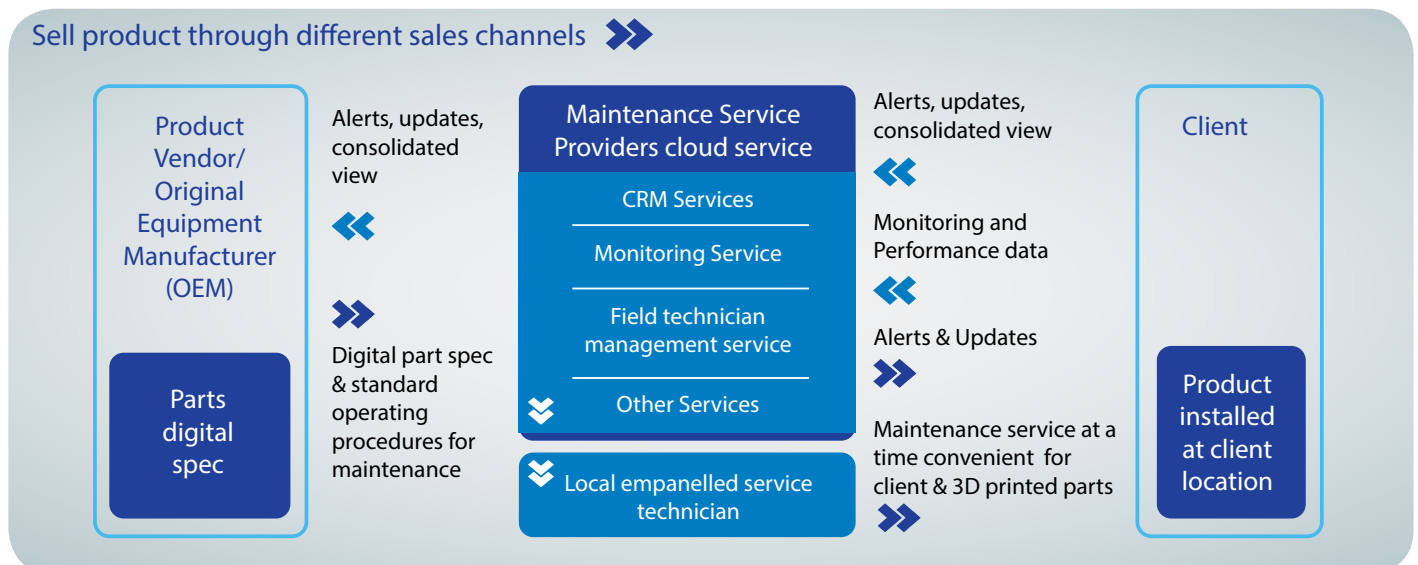 Sell product through different sales channels
Product
Vendor/
Original
Equipment
Manufacturer
(OEM)
Parts
digital
spec
Alerts, updates,
consolidated
view
Digital part spec
& standard
operating
procedures for
maintenance
Maintenance Service
Providers cloud service
CRM Services
Monitoring Service
Field technician
management service
Other Services
Local empanelled service
technician
Alerts, updates,
consolidated view
Monitoring and
Performance data
Alerts & Updates
Maintenance service at a
time convenient for
client & 3D printed parts
Client
Product
installed
at client
location